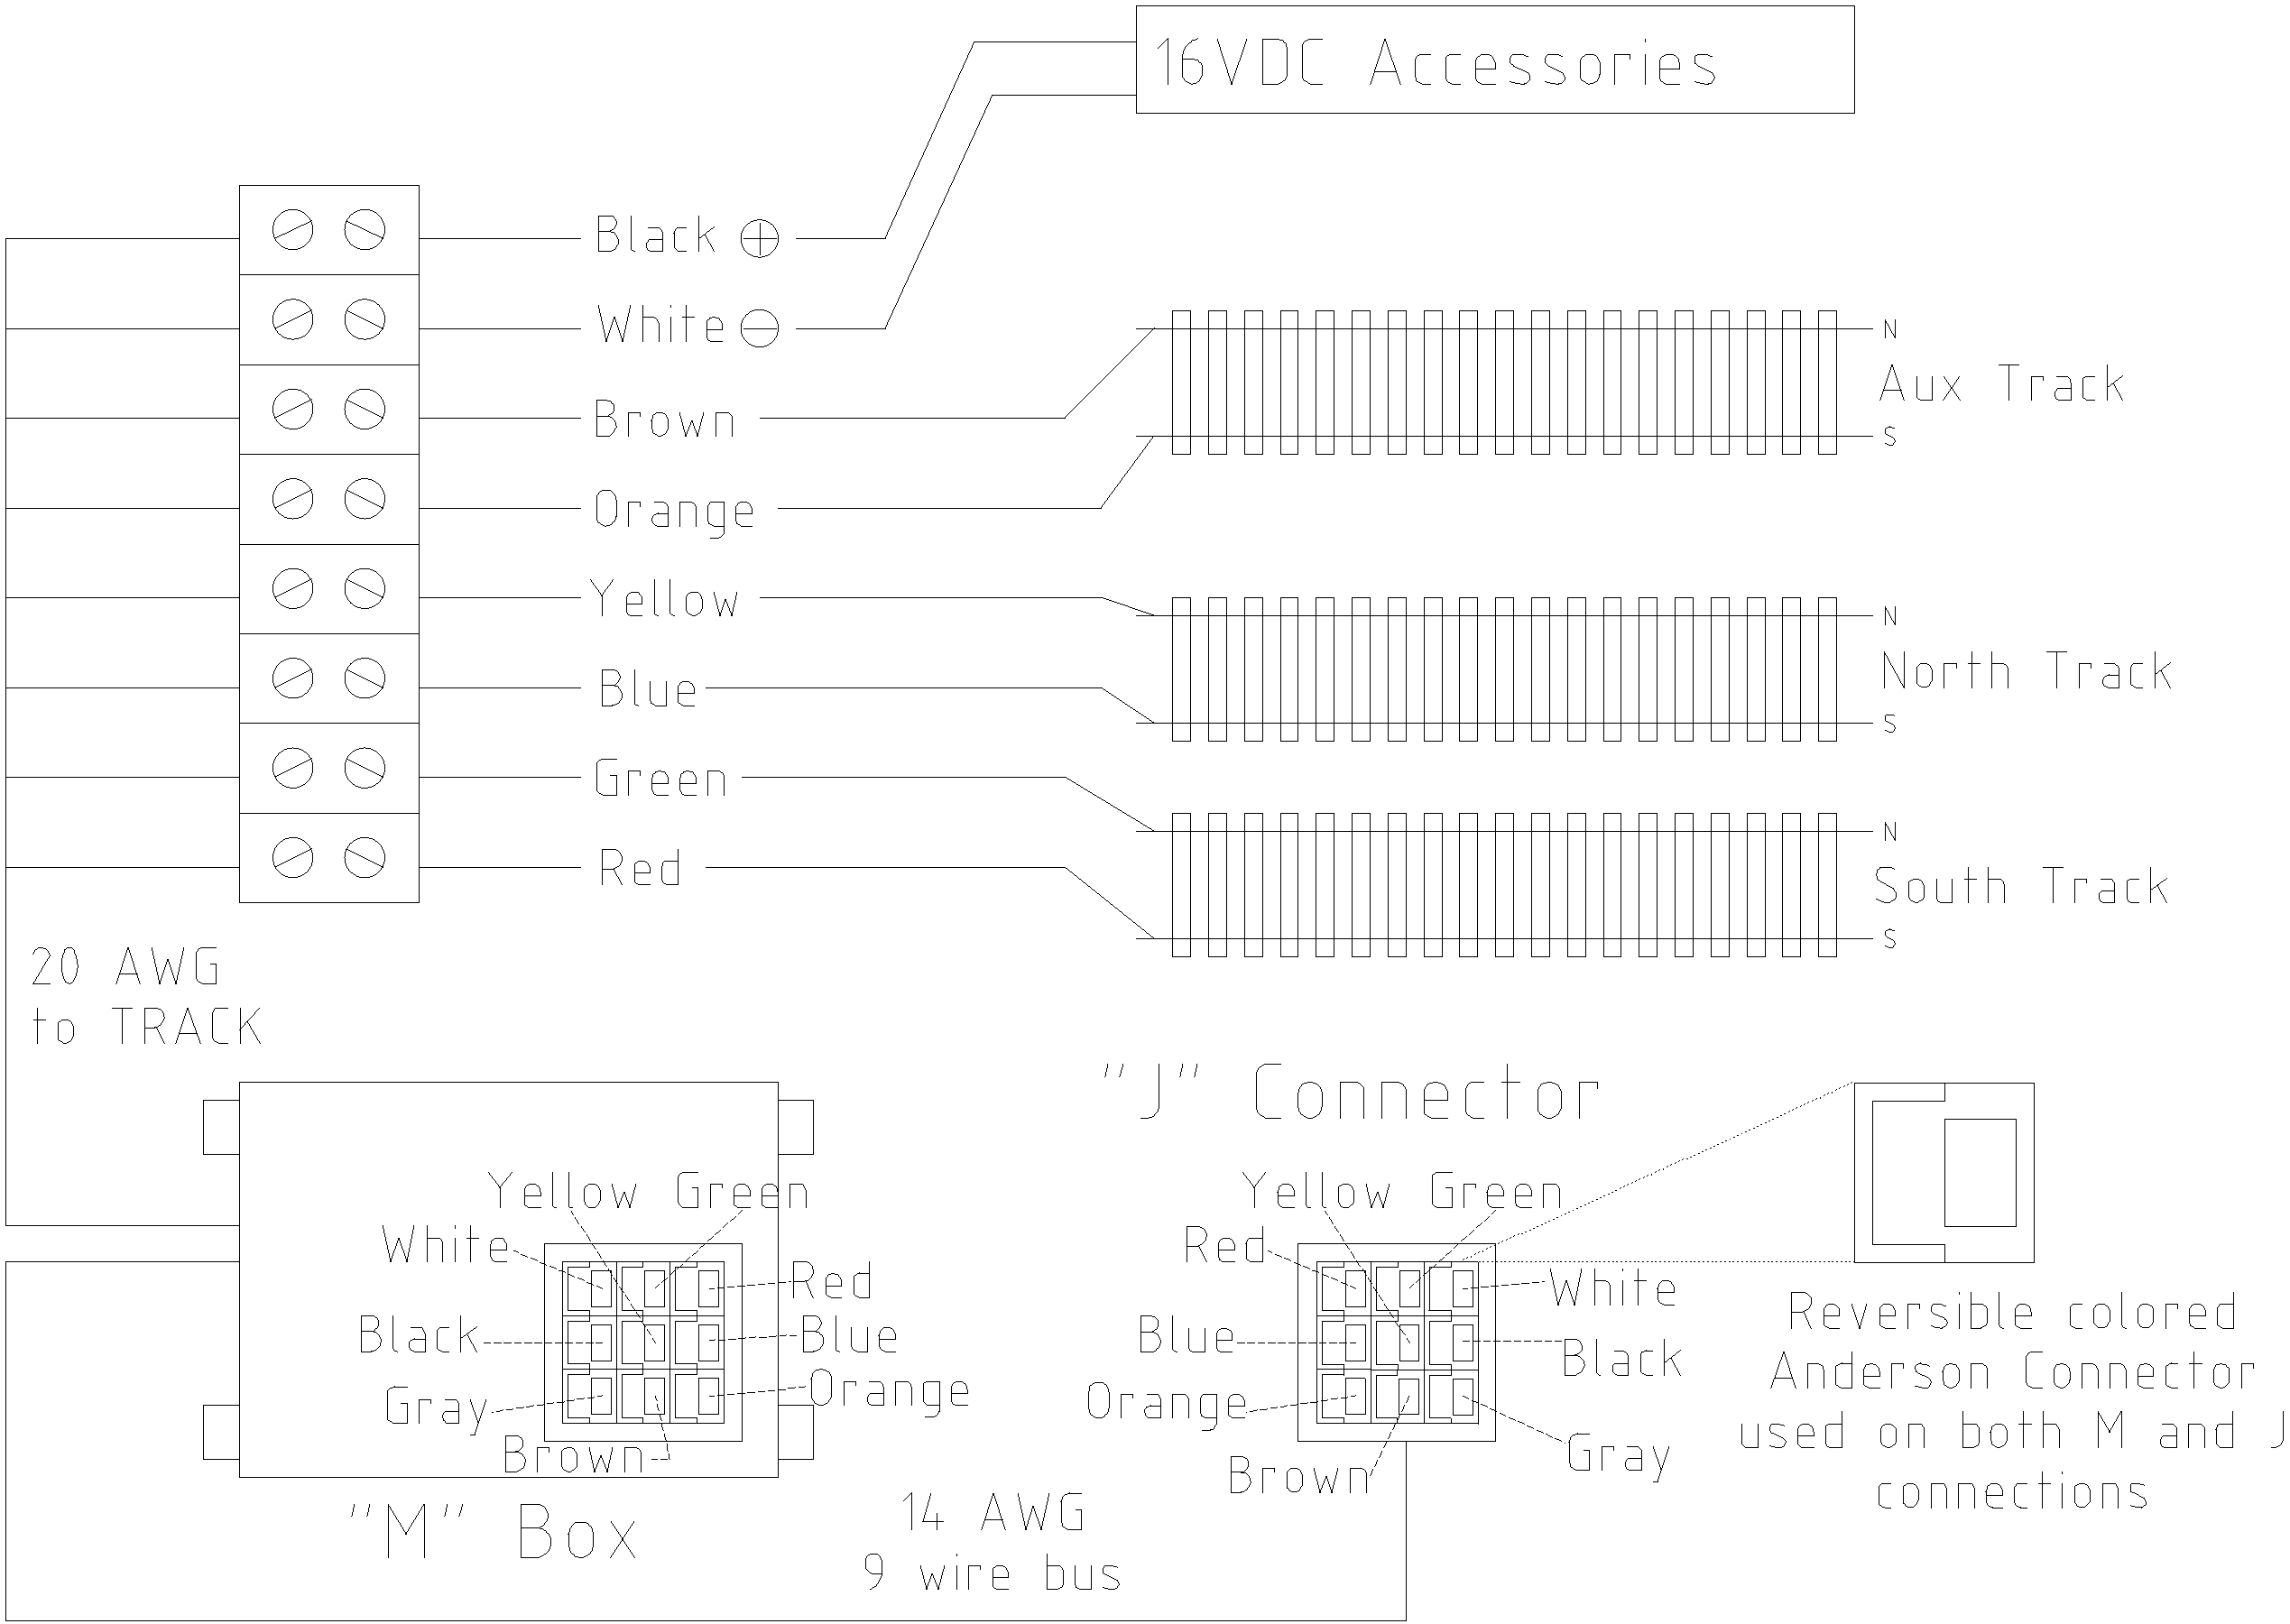 16VDC Accessories
Black
White
Brown
Orange
Yellow
Blue
Green
Red
N
Aux Track
S
N
North Track
S
N
South Track
S
20 AWG
to TRACK
"J" Connector
Yellow Green
White
Red
Black
Blue
Gray
Orange
Brown
"M" Box
Yellow Green
Red
White
Blue
Black
Orange
Gray
Brown
14 AWG
9 wire bus
Reversible colored
Anderson Connector
used on both M and J
connections